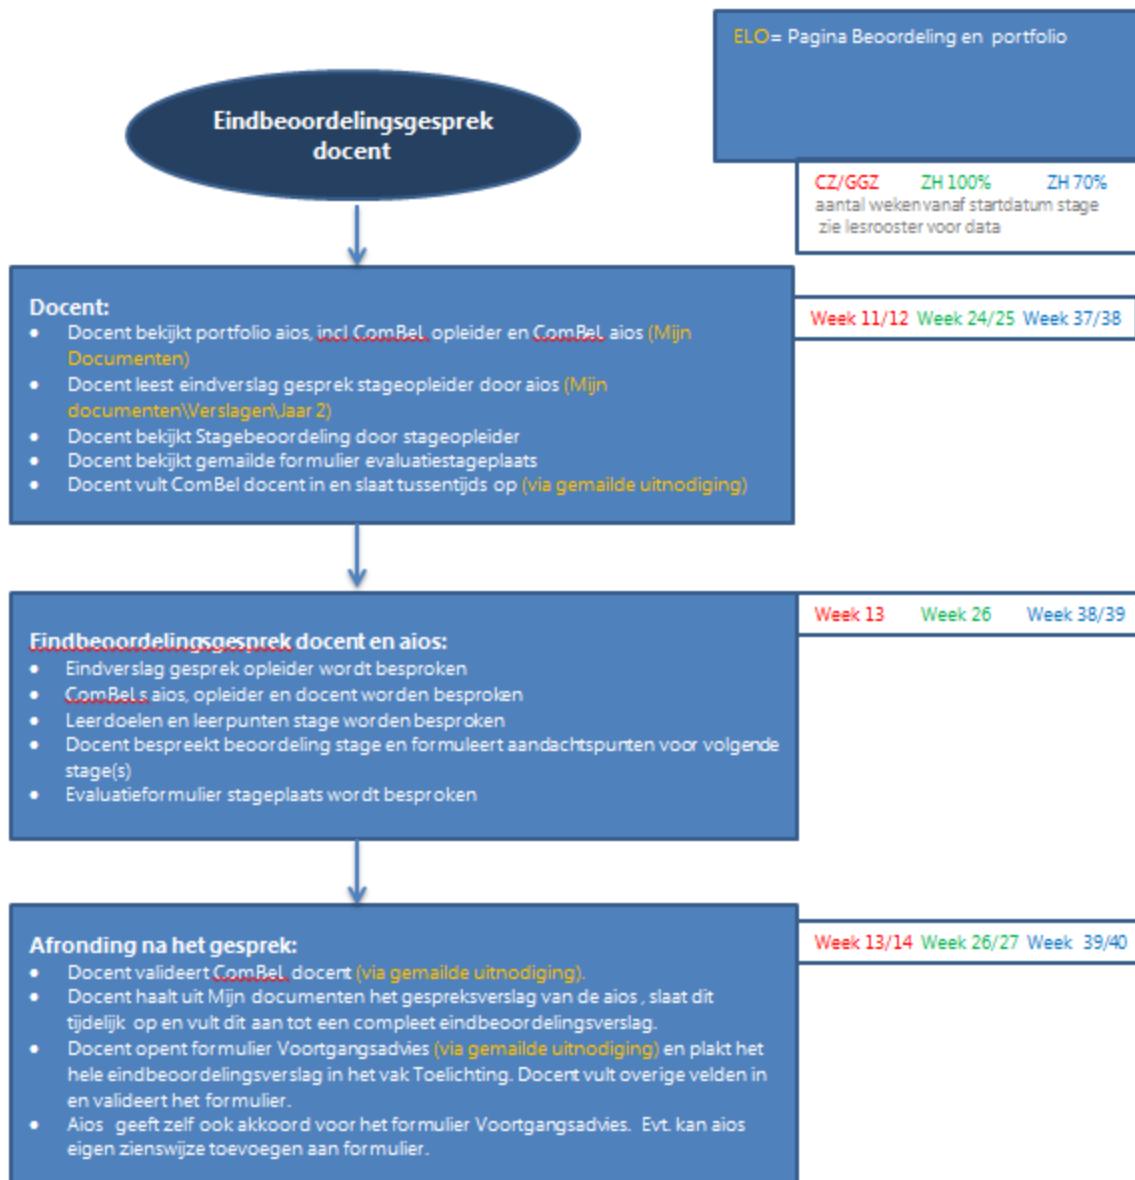 ELO= Pagina Beoordeling en portfolio
Eindbeoordelingsgesprek
docent
CZ/GGZ ZH 100% ZH 70%
aantal weken vanaf startdatum stage
zie lesrooster voor data
Docent:
• Docent bekijkt portfolio aios, incl ComBeL opleider en ComBeL aios (Mijn
Documenten)
• Docent leest eindverslag gesprek stageopleider door aios (Mijn
documenten\Verslagen\Jaar 2)
• Docent bekijkt Stagebeoordeling door stageopleider
• Docent bekijkt gemailde formulier evaluatiestageplaats
• Docent vult ComBel docent in en slaat tussentijds op (via gemailde uitnodiging)
Week 11/12 Week 24/25 Week 37/38
Eindbeoordelingsgesprek docent en aios:
• Eindverslag gesprek opleider wordt besproken
• ComBeL s aios, opleider en docent worden besproken
• Leerdoelen en leerpunten stage worden besproken
• Docent bespreekt beoordeling stage en formuleert aandachtspunten voor volgende
stage(s)
• Evaluatieformulier stageplaats wordt besproken
Week 13 Week 26 Week 38/39
Afronding na het gesprek:
• Docent valideert ComBeL docent (via gemailde uitnodiging).
• Docent haalt uit Mijn documenten het gespreksverslag van de aios , slaat dit
tijdelijk op en vult dit aan tot een compleet eindbeoordelingsverslag.
• Docent opent formulier Voortgangsadvies (via gemailde uitnodiging) en plakt het
hele eindbeoordelingsverslag in het vak Toelichting. Docent vult overige velden in
en valideert het formulier.
• Aios geeft zelf ook akkoord voor het formulier Voortgangsadvies. Evt. kan aios
eigen zienswijze toevoegen aan formulier.
Week 13/14 Week 26/27 Week 39/40